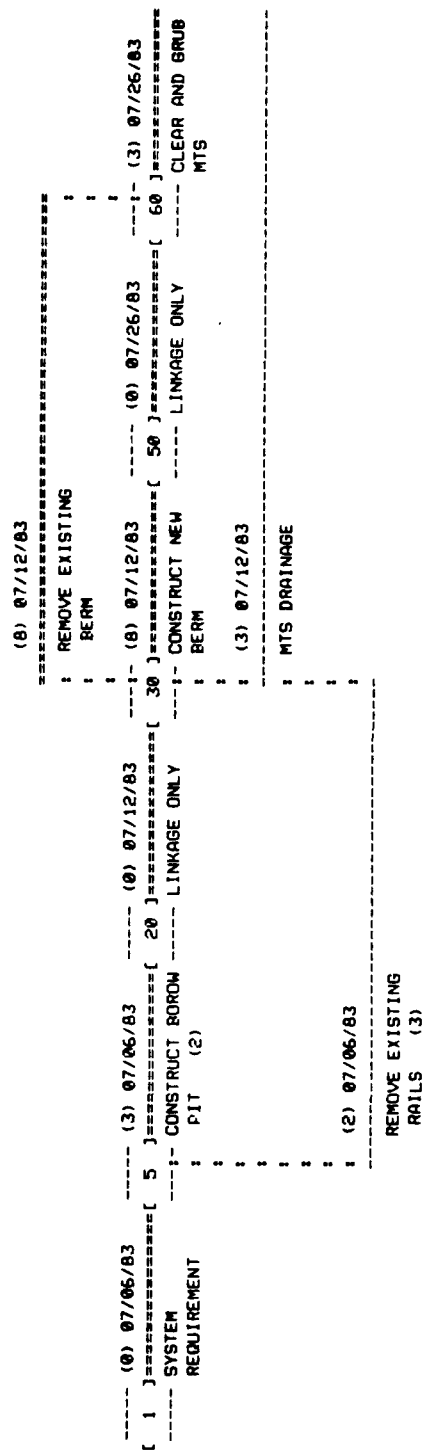 (8) 07/12/83
REMOVE EXISTING
BERM
----- (0) 07/06/83 ----- (3) 07/06/83 ----- (0) 07/12/83 ---:- (8) 07/12/83 ----- (0) 07/26/83 ---:- (3) 07/26/83
[ 1 ]================[ 5 ]================[ 20 ]================[ 30 ]================[ 50 ]================[ 60 ]================
----- SYSTEM ---:- CONSTRUCT BOROW ----- LINKAGE ONLY ---:- CONSTRUCT NEW ----- LINKAGE ONLY ----- CLEAR AND GRUB
REQUIREMENT PIT (2) BERM MTS
(3) 07/12/83
MTS DRAINAGE
(2) 07/06/83
REMOVE EXISTING
RAILS (3)